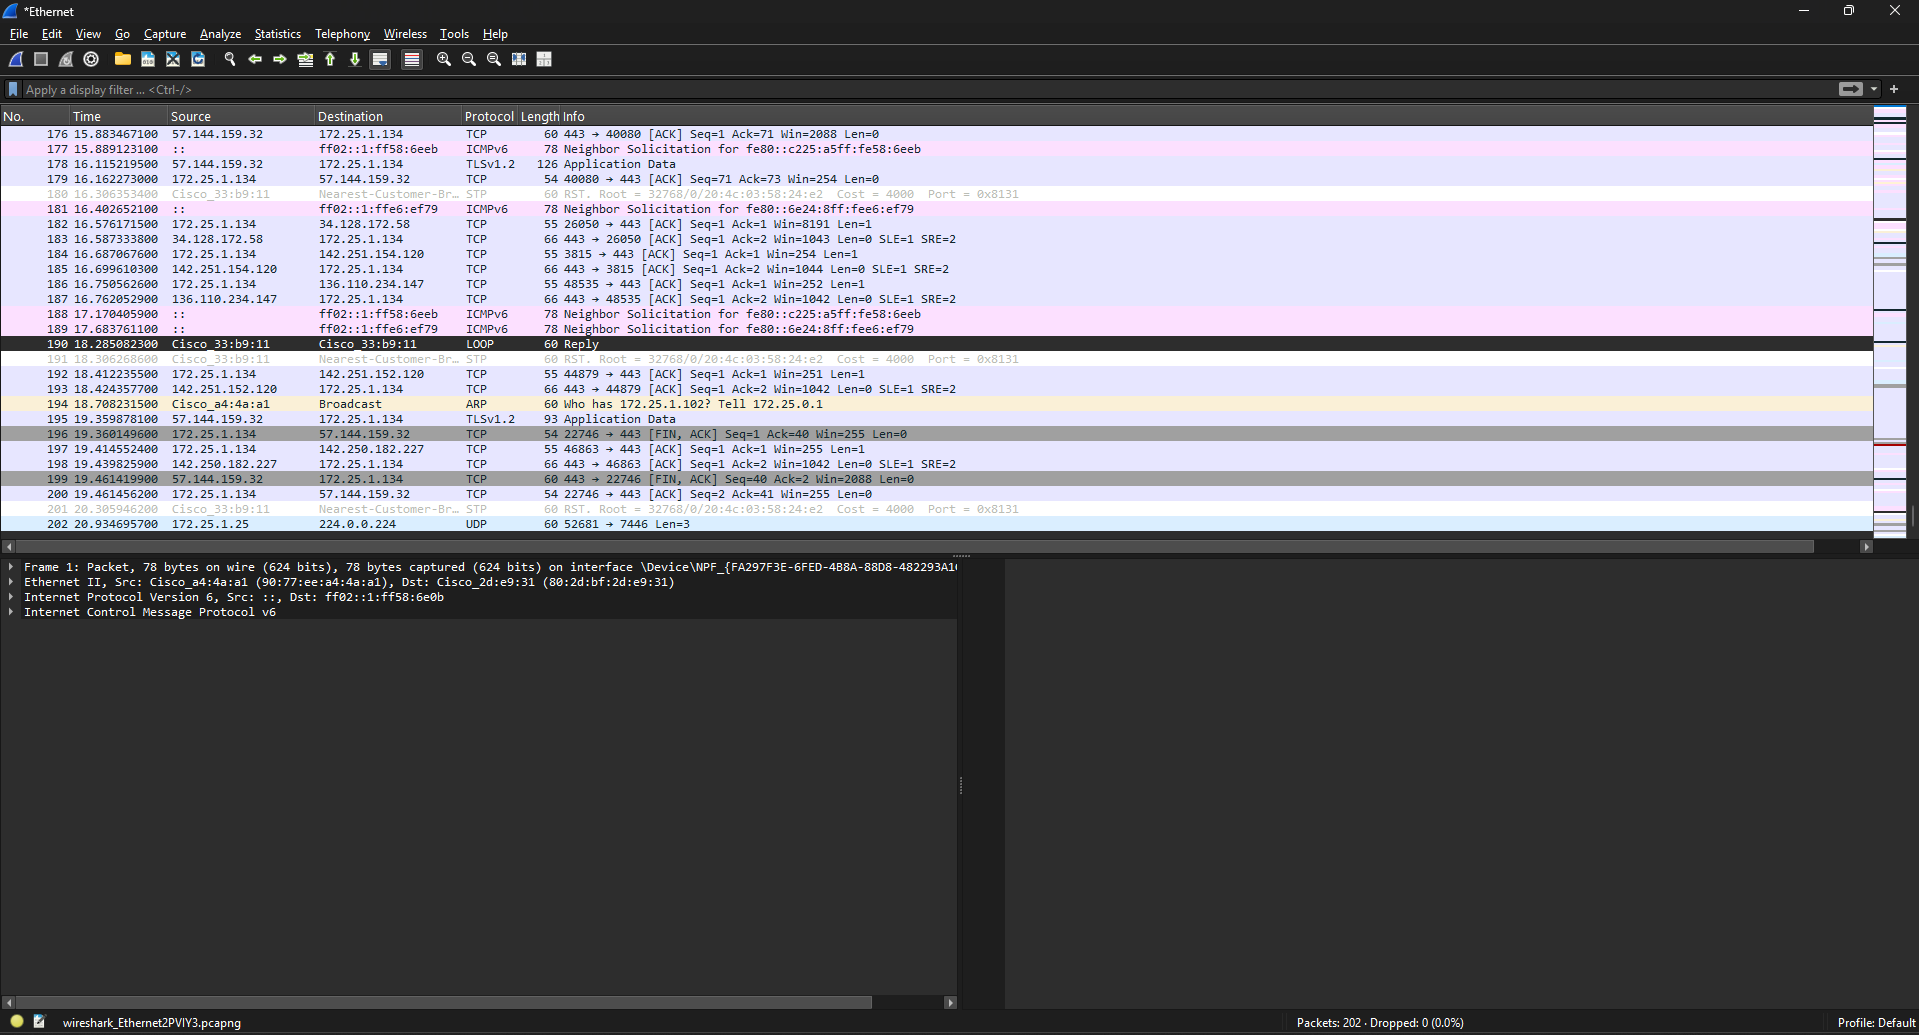 *Ethernet
File Edit View Go Capture Analyze Statistics Telephony Wireless Tools Help
Apply a display filter ... <Ctrl-/>
No. Time Source Destination Protocol Length Info
176 15.883467100 57.144.159.32 172.25.1.134 TCP 60 443 → 40080 [ACK] Seq=1 Ack=71 Win=2088 Len=0
177 15.889123100 :: ff02::1:ff58:6eeb ICMPv6 78 Neighbor Solicitation for fe80::c225:a5ff:fe58:6eeb
178 16.115219500 57.144.159.32 172.25.1.134 TLSv1.2 126 Application Data
179 16.162273000 172.25.1.134 57.144.159.32 TCP 54 40080 → 443 [ACK] Seq=71 Ack=73 Win=254 Len=0
180 16.306353400 Cisco_33:b9:11 Nearest-Customer-Br… STP 60 RST. Root = 32768/0/20:4c:03:58:24:e2 Cost = 4000 Port = 0x8131
181 16.402652100 :: ff02::1:ffe6:ef79 ICMPv6 78 Neighbor Solicitation for fe80::6e24:8ff:fee6:ef79
182 16.576171500 172.25.1.134 34.128.172.58 TCP 55 26050 → 443 [ACK] Seq=1 Ack=1 Win=8191 Len=1
183 16.587333800 34.128.172.58 172.25.1.134 TCP 66 443 → 26050 [ACK] Seq=1 Ack=2 Win=1043 Len=0 SLE=1 SRE=2
184 16.687067600 172.25.1.134 142.251.154.120 TCP 55 3815 → 443 [ACK] Seq=1 Ack=1 Win=254 Len=1
185 16.699610300 142.251.154.120 172.25.1.134 TCP 66 443 → 3815 [ACK] Seq=1 Ack=2 Win=1044 Len=0 SLE=1 SRE=2
186 16.750562600 172.25.1.134 136.110.234.147 TCP 55 48535 → 443 [ACK] Seq=1 Ack=1 Win=252 Len=1
187 16.762052900 136.110.234.147 172.25.1.134 TCP 66 443 → 48535 [ACK] Seq=1 Ack=2 Win=1042 Len=0 SLE=1 SRE=2
188 17.170405900 :: ff02::1:ff58:6eeb ICMPv6 78 Neighbor Solicitation for fe80::c225:a5ff:fe58:6eeb
189 17.683761100 :: ff02::1:ffe6:ef79 ICMPv6 78 Neighbor Solicitation for fe80::6e24:8ff:fee6:ef79
190 18.285082300 Cisco_33:b9:11 Cisco_33:b9:11 LOOP 60 Reply
191 18.306268600 Cisco_33:b9:11 Nearest-Customer-Br… STP 60 RST. Root = 32768/0/20:4c:03:58:24:e2 Cost = 4000 Port = 0x8131
192 18.412235500 172.25.1.134 142.251.152.120 TCP 55 44879 → 443 [ACK] Seq=1 Ack=1 Win=251 Len=1
193 18.424357700 142.251.152.120 172.25.1.134 TCP 66 443 → 44879 [ACK] Seq=1 Ack=2 Win=1042 Len=0 SLE=1 SRE=2
194 18.708231500 Cisco_a4:4a:a1 Broadcast ARP 60 Who has 172.25.1.102? Tell 172.25.0.1
195 19.359878100 57.144.159.32 172.25.1.134 TLSv1.2 93 Application Data
196 19.360149600 172.25.1.134 57.144.159.32 TCP 54 22746 → 443 [FIN, ACK] Seq=1 Ack=40 Win=255 Len=0
197 19.414552400 172.25.1.134 142.250.182.227 TCP 55 46863 → 443 [ACK] Seq=1 Ack=1 Win=255 Len=1
198 19.439825900 142.250.182.227 172.25.1.134 TCP 66 443 → 46863 [ACK] Seq=1 Ack=2 Win=1042 Len=0 SLE=1 SRE=2
199 19.461419900 57.144.159.32 172.25.1.134 TCP 60 443 → 22746 [FIN, ACK] Seq=40 Ack=2 Win=2088 Len=0
200 19.461456200 172.25.1.134 57.144.159.32 TCP 54 22746 → 443 [ACK] Seq=2 Ack=41 Win=255 Len=0
201 20.305946200 Cisco_33:b9:11 Nearest-Customer-Br… STP 60 RST. Root = 32768/0/20:4c:03:58:24:e2 Cost = 4000 Port = 0x8131
202 20.934695700 172.25.1.25 224.0.0.224 UDP 60 52681 → 7446 Len=3
Frame 1: Packet, 78 bytes on wire (624 bits), 78 bytes captured (624 bits) on interface \Device\NPF_{FA297F3E-6FED-4B8A-88D8-482293A1
Ethernet II, Src: Cisco_a4:4a:a1 (90:77:ee:a4:4a:a1), Dst: Cisco_2d:e9:31 (80:2d:bf:2d:e9:31)
Internet Protocol Version 6, Src: ::, Dst: ff02::1:ff58:6e0b
Internet Control Message Protocol v6
wireshark_Ethernet2PVIY3.pcapng Packets: 202 · Dropped: 0 (0.0%) Profile: Default